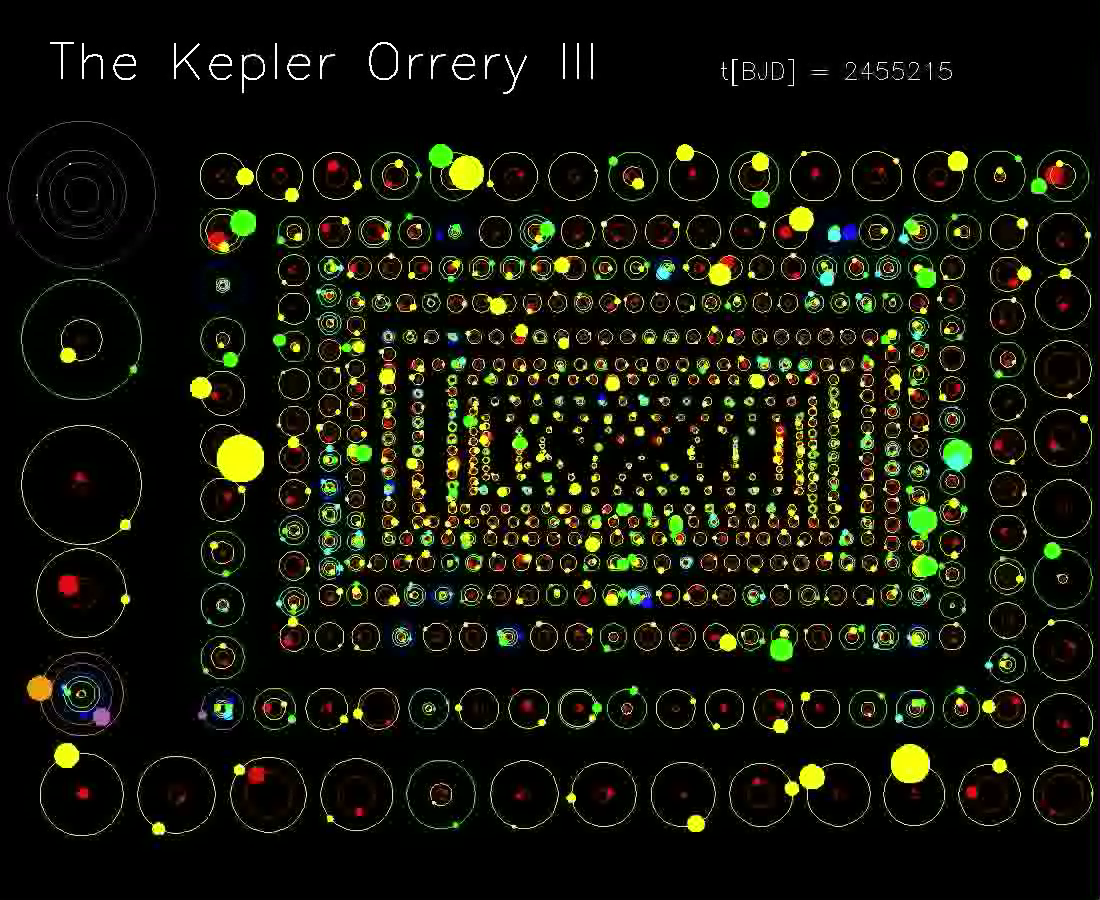 The Kepler Orrery III
t[BJD] = 2455215